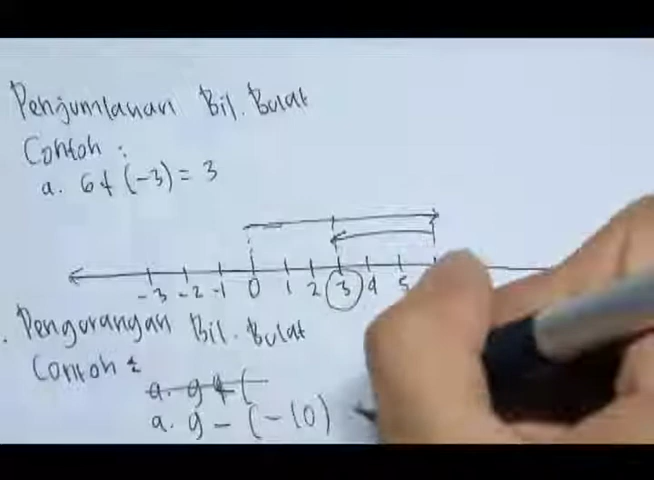 Penjumlahan Bil. Bulat
Contoh :
a. 6 + (-3) = 3
-3 -2 -1 0 1 2 3 4 5
. Pengurangan Bil. Bulat
Contoh :
a. 9 + (
a. 9 - (-10)